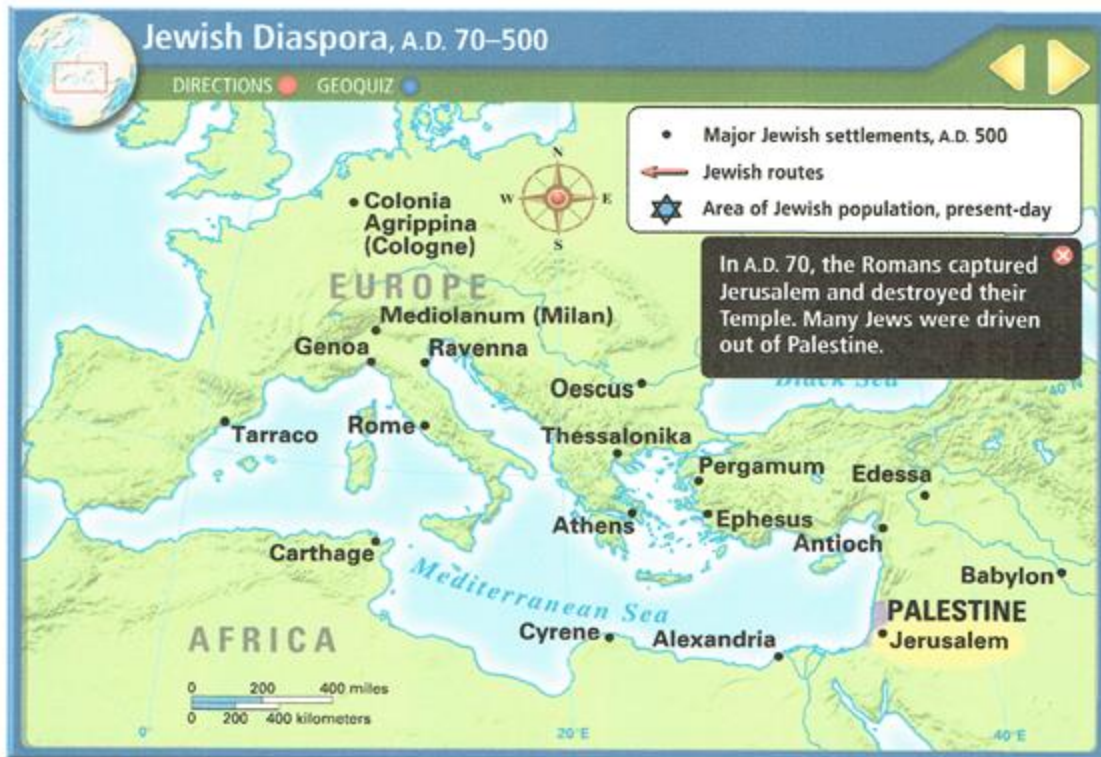 Jewish Diaspora, A.D. 70–500
DIRECTIONS GEOQUIZ
Major Jewish settlements, A.D. 500
Jewish routes
Area of Jewish population, present-day
In A.D. 70, the Romans captured
Jerusalem and destroyed their
Temple. Many Jews were driven
out of Palestine.
N
W E
S
Colonia
Agrippina
(Cologne)
EUROPE
Mediolanum (Milan)
Genoa
Ravenna
ASIA
Black Sea
40°N
Oescus
Tarraco
Rome
Thessalonika
Pergamum
Edessa
Athens
Ephesus
Antioch
Carthage
Mediterranean Sea
Babylon
PALESTINE
Jerusalem
Cyrene
Alexandria
AFRICA
0 200 400 miles
0 200 400 kilometers
0°
20°E
40°E